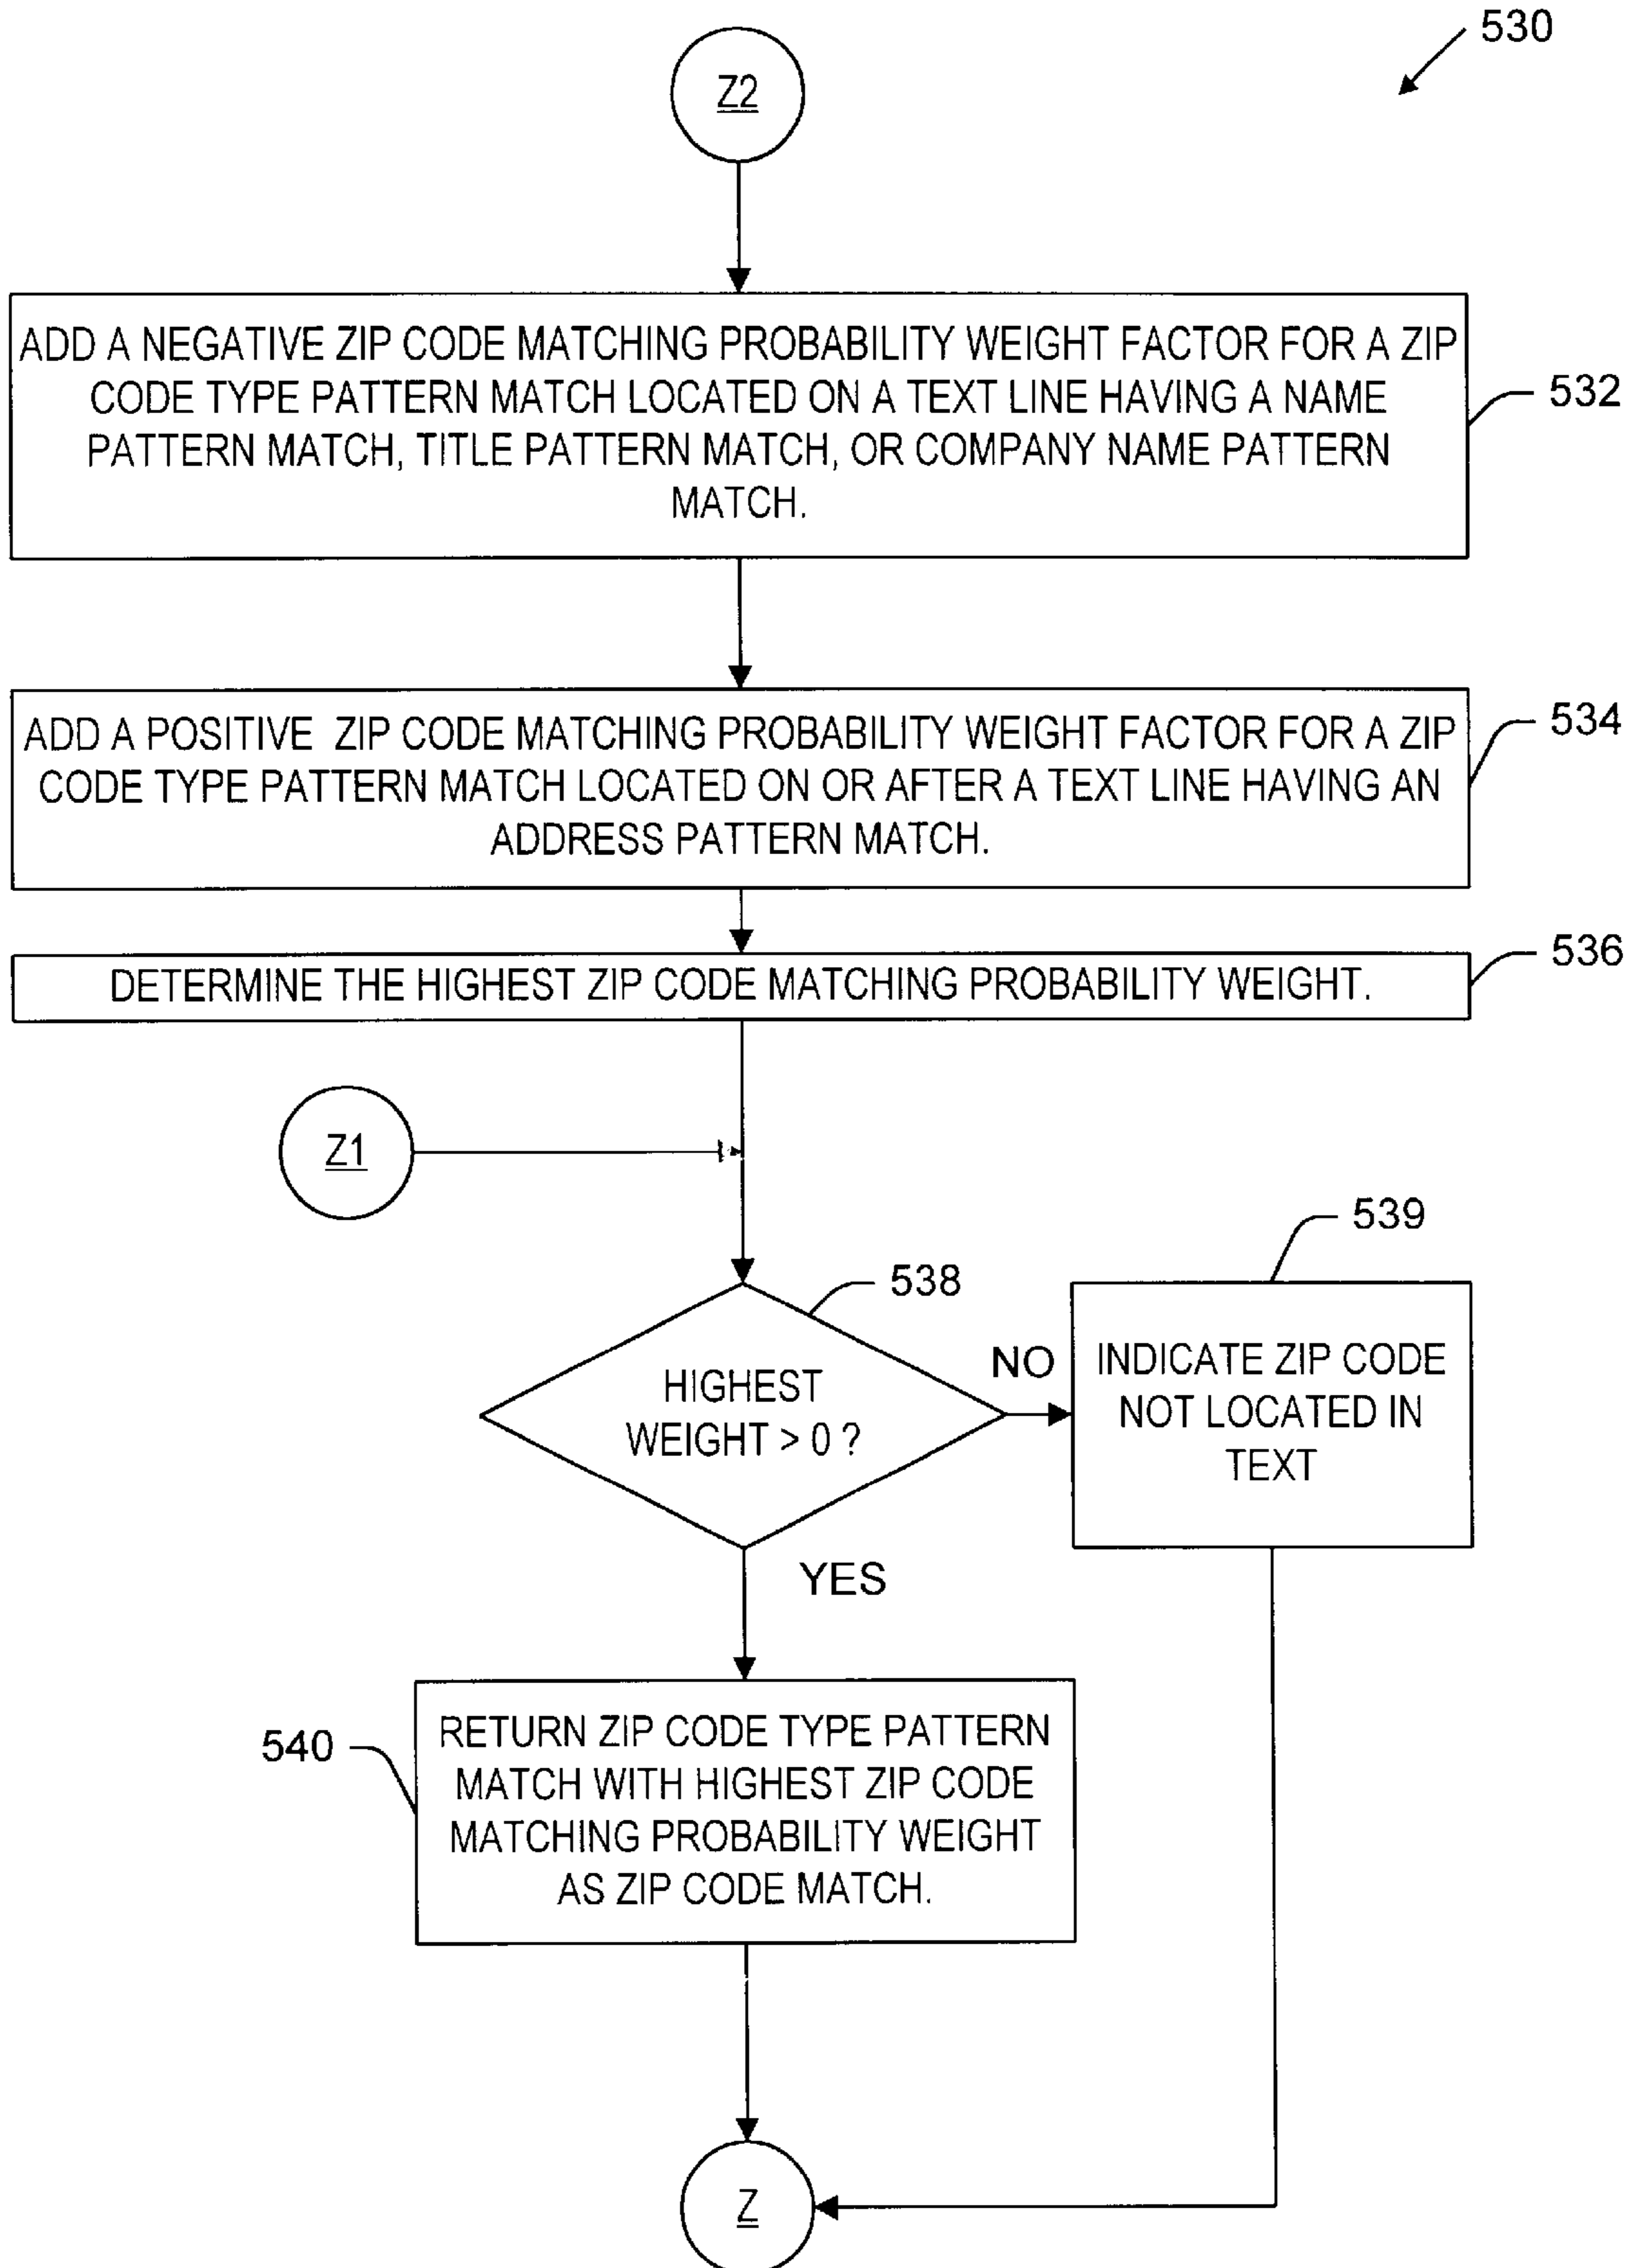 530
Z2
ADD A NEGATIVE ZIP CODE MATCHING PROBABILITY WEIGHT FACTOR FOR A ZIP
CODE TYPE PATTERN MATCH LOCATED ON A TEXT LINE HAVING A NAME
PATTERN MATCH, TITLE PATTERN MATCH, OR COMPANY NAME PATTERN
MATCH.
532
ADD A POSITIVE ZIP CODE MATCHING PROBABILITY WEIGHT FACTOR FOR A ZIP
CODE TYPE PATTERN MATCH LOCATED ON OR AFTER A TEXT LINE HAVING AN
ADDRESS PATTERN MATCH.
534
DETERMINE THE HIGHEST ZIP CODE MATCHING PROBABILITY WEIGHT.
536
Z1
538
HIGHEST
WEIGHT > 0 ?
NO
539
INDICATE ZIP CODE
NOT LOCATED IN
TEXT
YES
540
RETURN ZIP CODE TYPE PATTERN
MATCH WITH HIGHEST ZIP CODE
MATCHING PROBABILITY WEIGHT
AS ZIP CODE MATCH.
Z